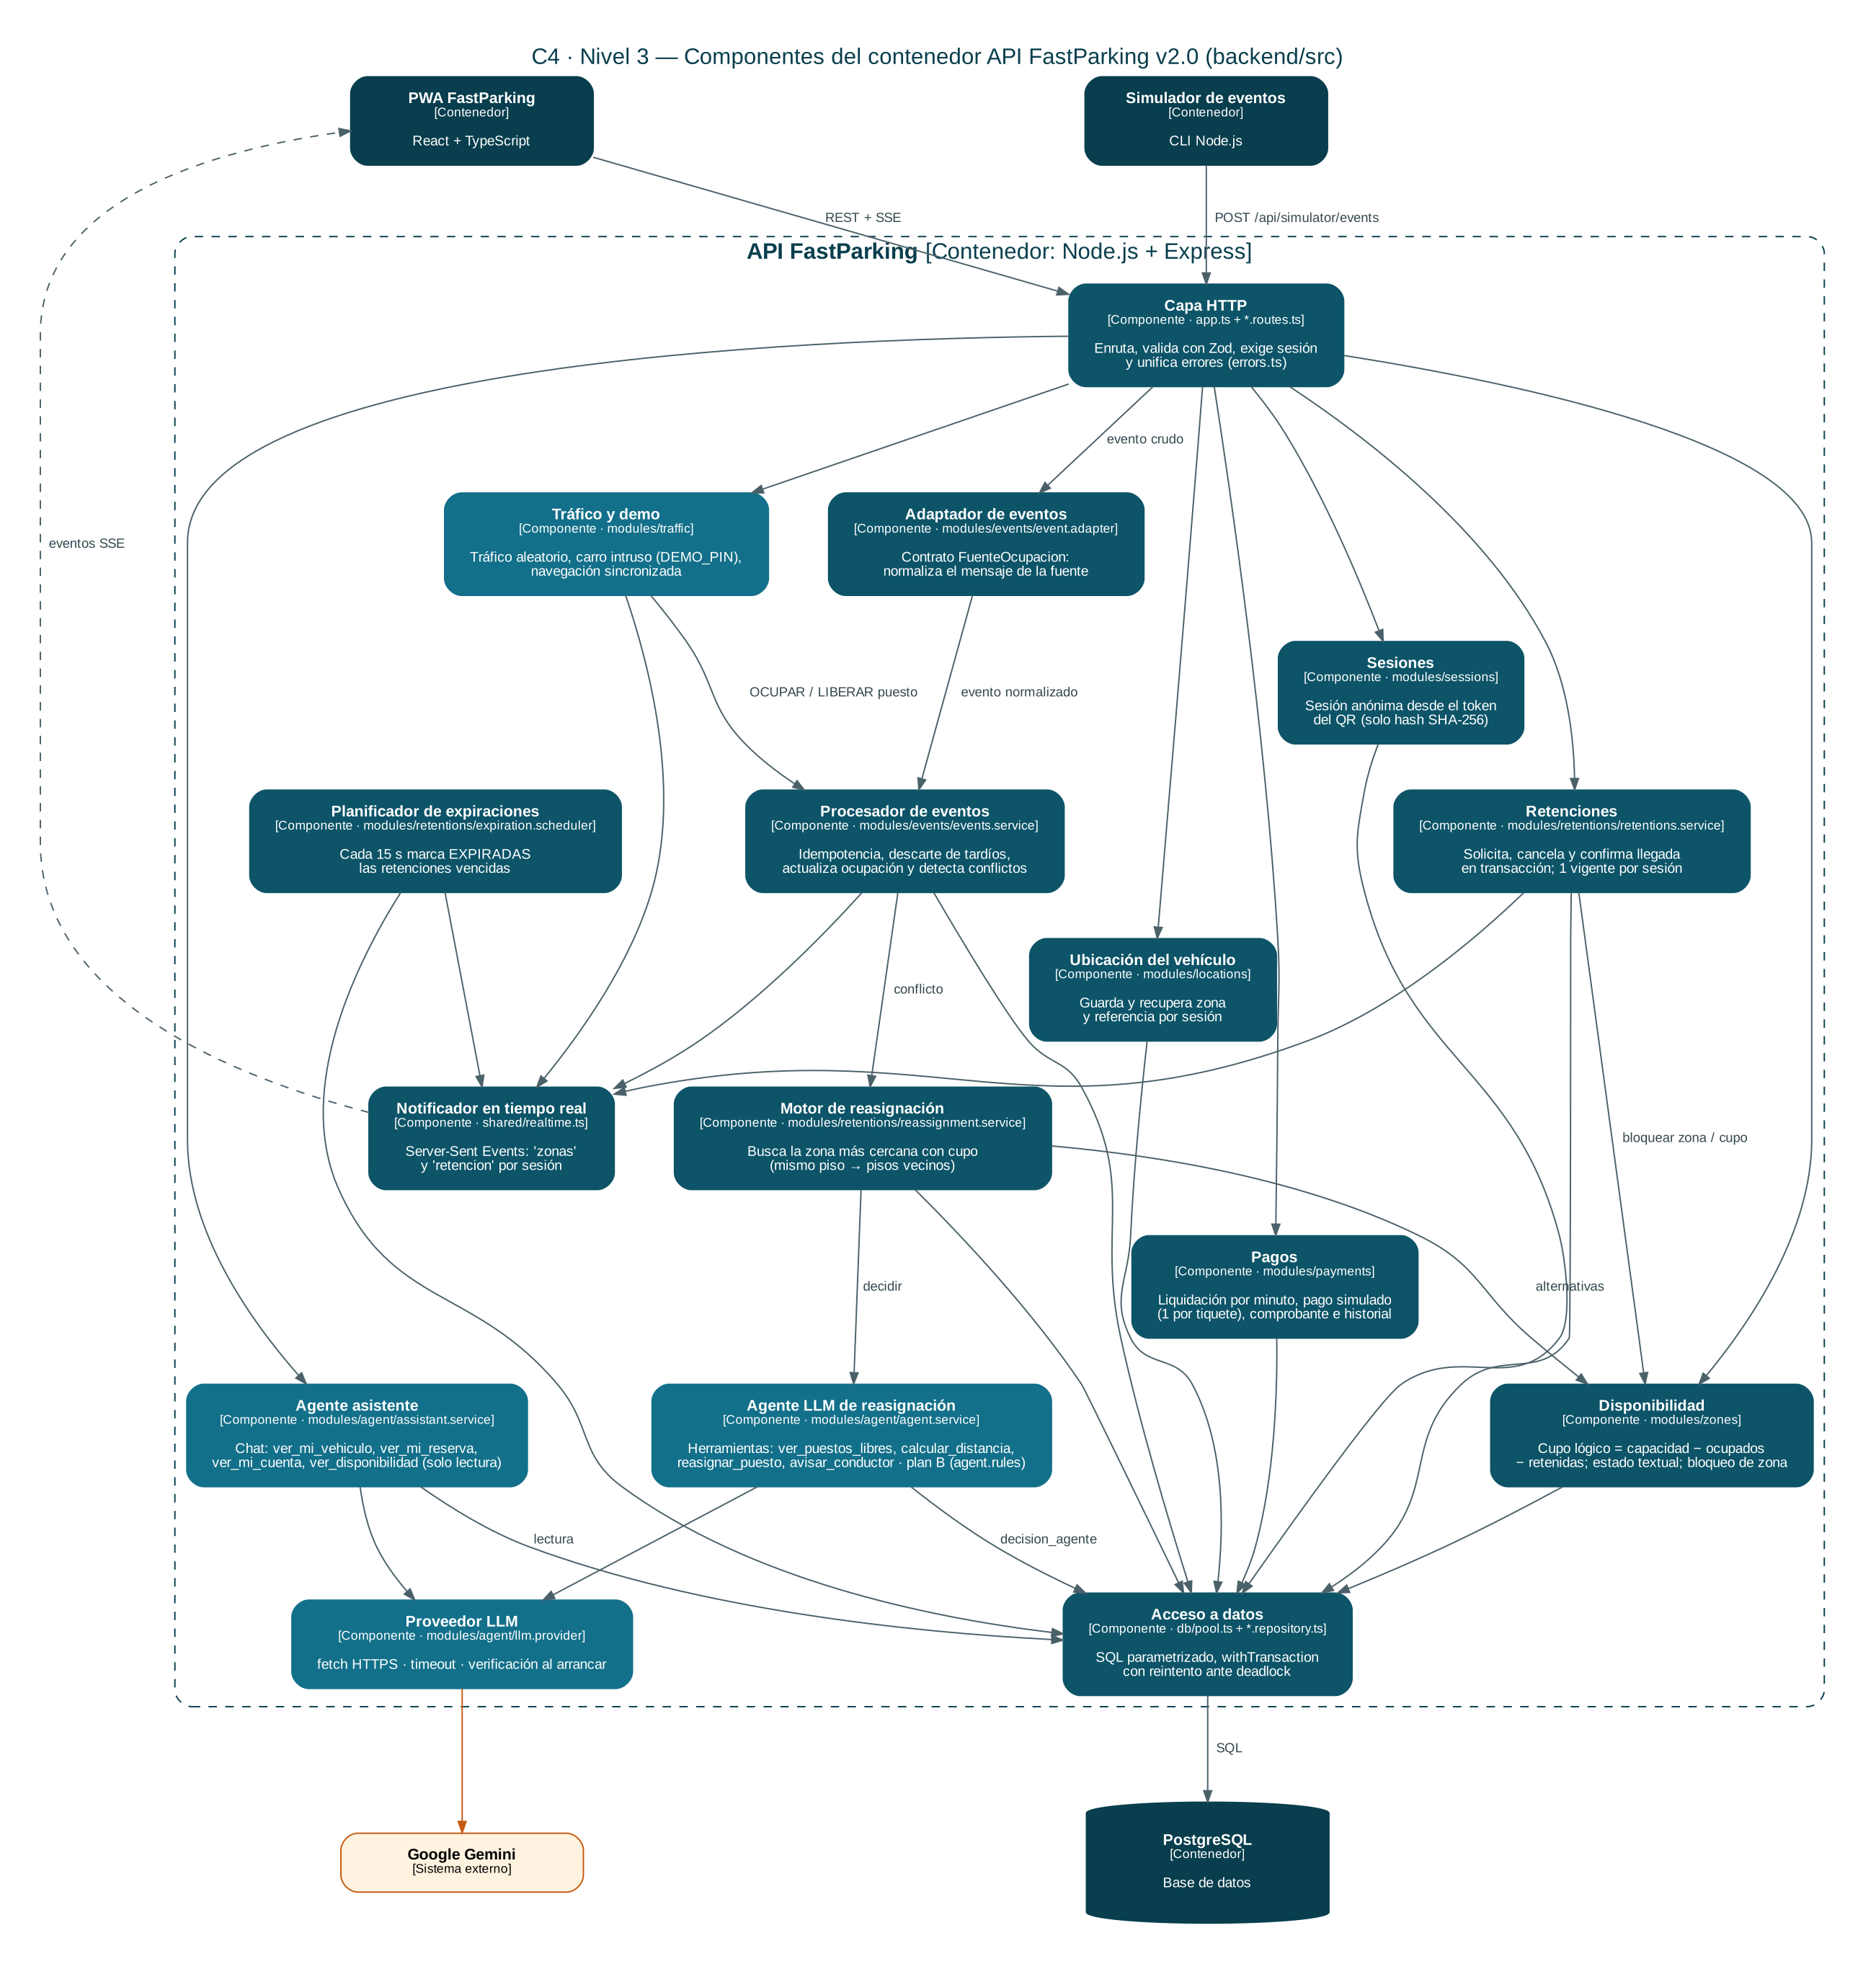 C4 · Nivel 3 — Componentes del contenedor API FastParking v2.0 (backend/src)
PWA FastParking
[Contenedor]
React + TypeScript
Simulador de eventos
[Contenedor]
CLI Node.js
REST + SSE
POST /api/simulator/events
API FastParking [Contenedor: Node.js + Express]
Capa HTTP
[Componente · app.ts + *.routes.ts]
Enruta, valida con Zod, exige sesión
y unifica errores (errors.ts)
evento crudo
Tráfico y demo
[Componente · modules/traffic]
Tráfico aleatorio, carro intruso (DEMO_PIN),
navegación sincronizada
Adaptador de eventos
[Componente · modules/events/event.adapter]
Contrato FuenteOcupacion:
normaliza el mensaje de la fuente
eventos SSE
Sesiones
[Componente · modules/sessions]
Sesión anónima desde el token
del QR (solo hash SHA-256)
OCUPAR / LIBERAR puesto
evento normalizado
Planificador de expiraciones
[Componente · modules/retentions/expiration.scheduler]
Cada 15 s marca EXPIRADAS
las retenciones vencidas
Procesador de eventos
[Componente · modules/events/events.service]
Idempotencia, descarte de tardíos,
actualiza ocupación y detecta conflictos
Retenciones
[Componente · modules/retentions/retentions.service]
Solicita, cancela y confirma llegada
en transacción; 1 vigente por sesión
Ubicación del vehículo
[Componente · modules/locations]
Guarda y recupera zona
y referencia por sesión
conflicto
Notificador en tiempo real
[Componente · shared/realtime.ts]
Server-Sent Events: 'zonas'
y 'retencion' por sesión
Motor de reasignación
[Componente · modules/retentions/reassignment.service]
Busca la zona más cercana con cupo
(mismo piso → pisos vecinos)
bloquear zona / cupo
Pagos
[Componente · modules/payments]
Liquidación por minuto, pago simulado
(1 por tiquete), comprobante e historial
decidir
alternativas
Agente asistente
[Componente · modules/agent/assistant.service]
Chat: ver_mi_vehiculo, ver_mi_reserva,
ver_mi_cuenta, ver_disponibilidad (solo lectura)
Agente LLM de reasignación
[Componente · modules/agent/agent.service]
Herramientas: ver_puestos_libres, calcular_distancia,
reasignar_puesto, avisar_conductor · plan B (agent.rules)
Disponibilidad
[Componente · modules/zones]
Cupo lógico = capacidad − ocupados
− retenidas; estado textual; bloqueo de zona
lectura
decision_agente
Proveedor LLM
[Componente · modules/agent/llm.provider]
fetch HTTPS · timeout · verificación al arrancar
Acceso a datos
[Componente · db/pool.ts + *.repository.ts]
SQL parametrizado, withTransaction
con reintento ante deadlock
SQL
Google Gemini
[Sistema externo]
PostgreSQL
[Contenedor]
Base de datos